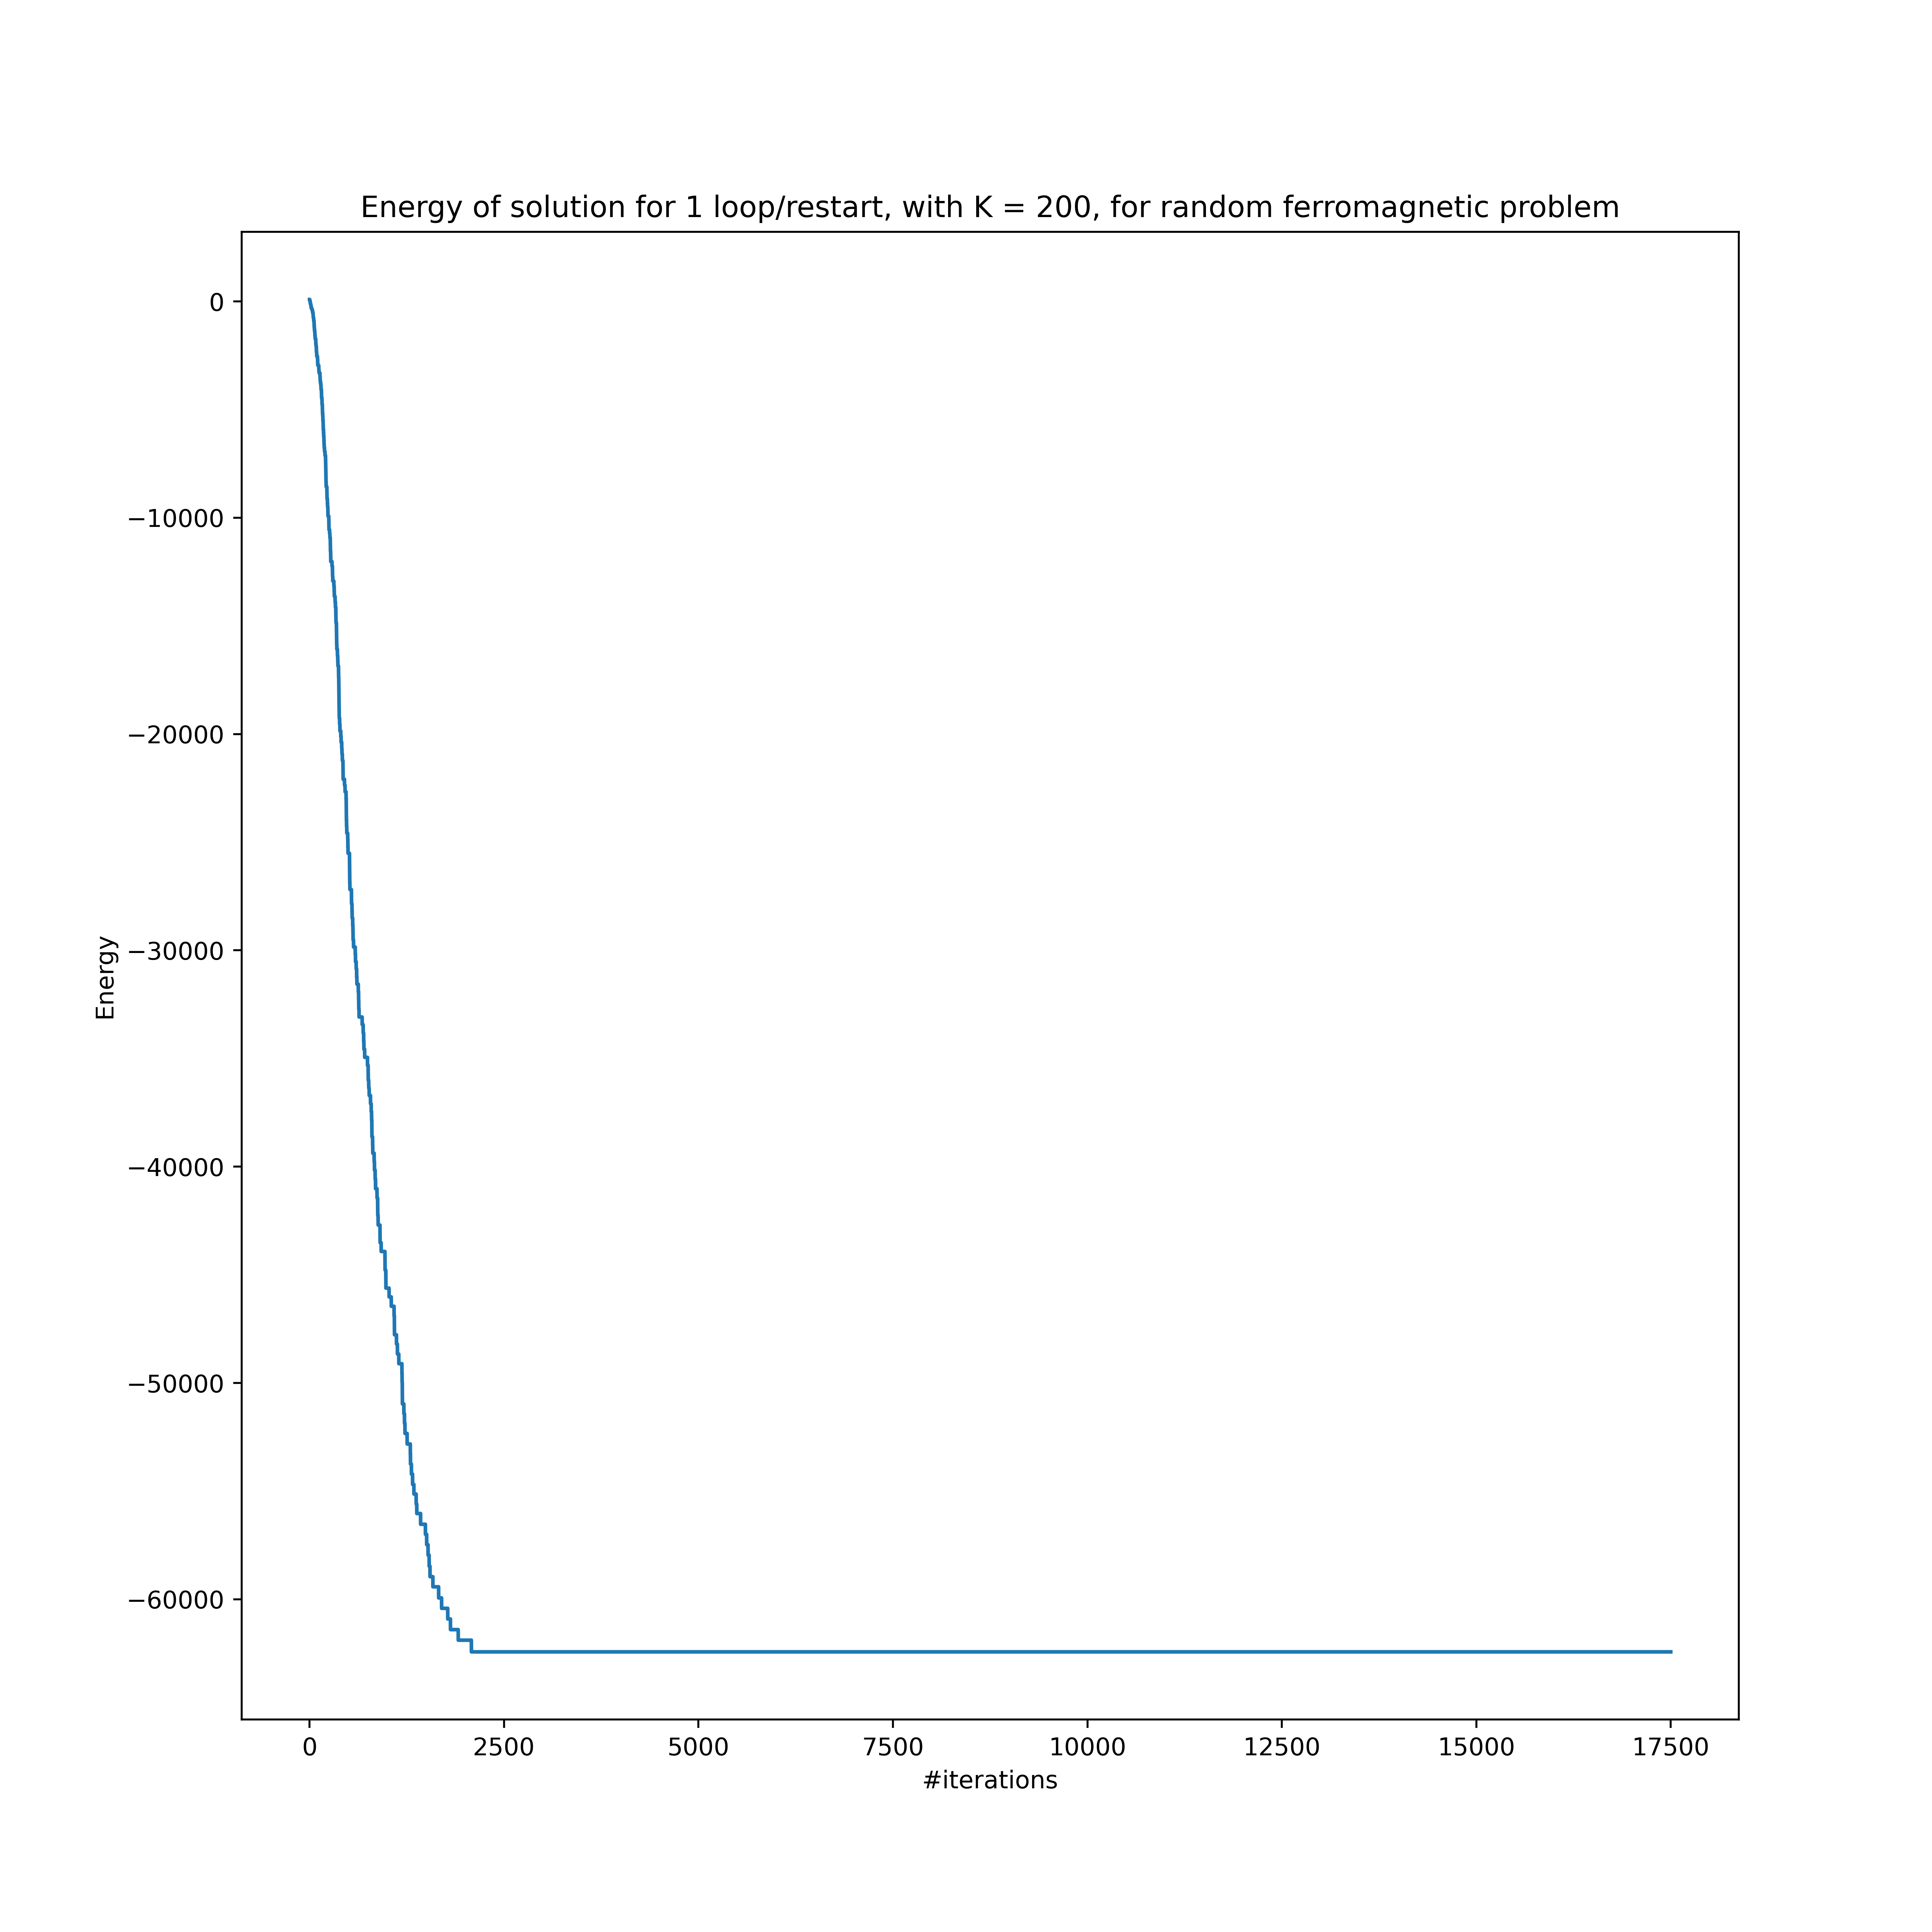 Energy of solution for 1 loop/restart, with K = 200, for random ferromagnetic problem
0
−10000
−20000
−30000
−40000
−50000
−60000
Energy
0 2500 5000 7500 10000 12500 15000 17500
#iterations